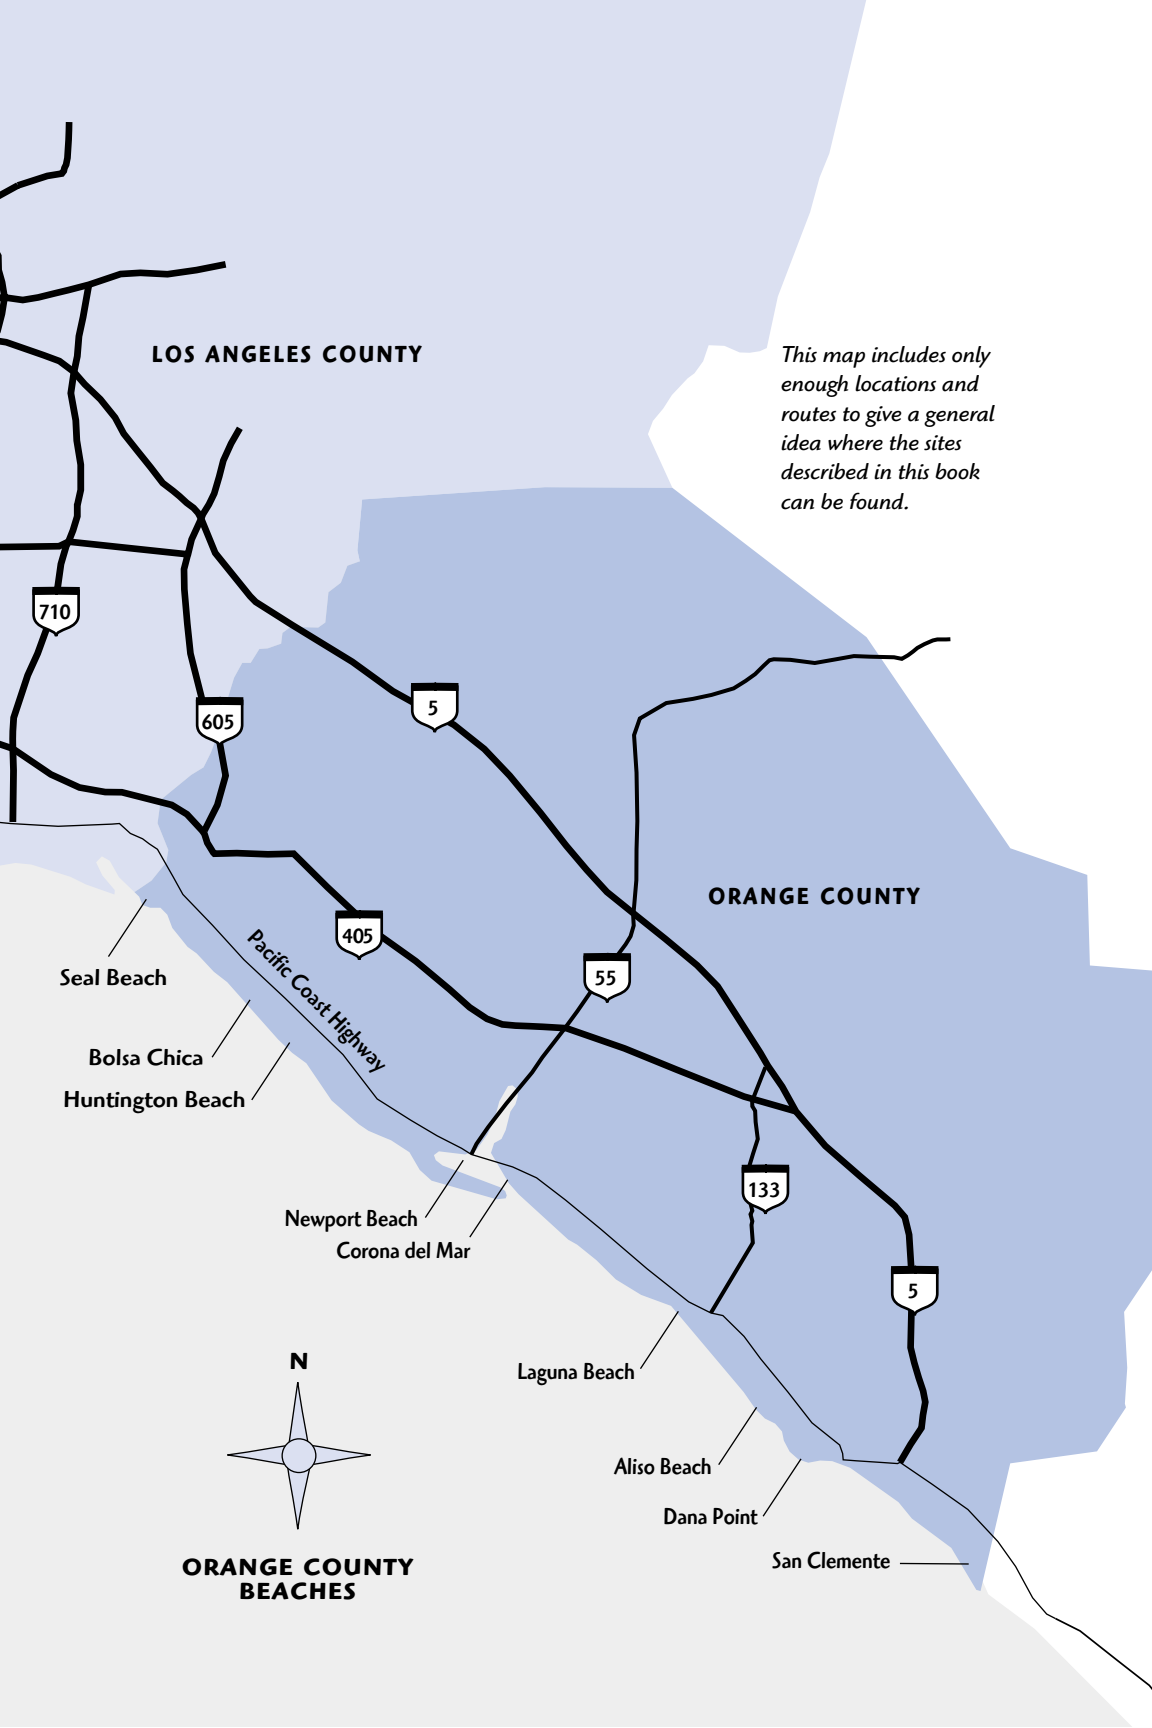 LOS ANGELES COUNTY
This map includes only
enough locations and
routes to give a general
idea where the sites
described in this book
can be found.
710
605
5
ORANGE COUNTY
405
Pacific Coast Highway
55
Seal Beach
Bolsa Chica
Huntington Beach
133
Newport Beach
Corona del Mar
5
Laguna Beach
N
Aliso Beach
Dana Point
San Clemente
ORANGE COUNTY
BEACHES